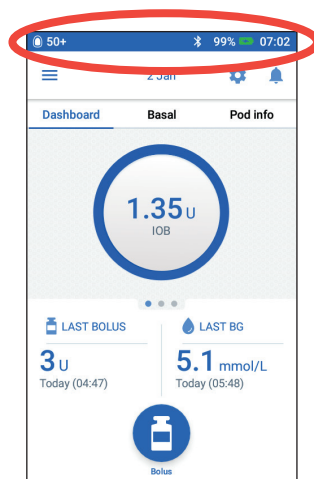 50+ 99% 07:02
2 Jan
Dashboard Basal Pod info
1.35 U
IOB
LAST BOLUS LAST BG
3 U 5.1 mmol/L
Today (04:47) Today (05:48)
Bolus